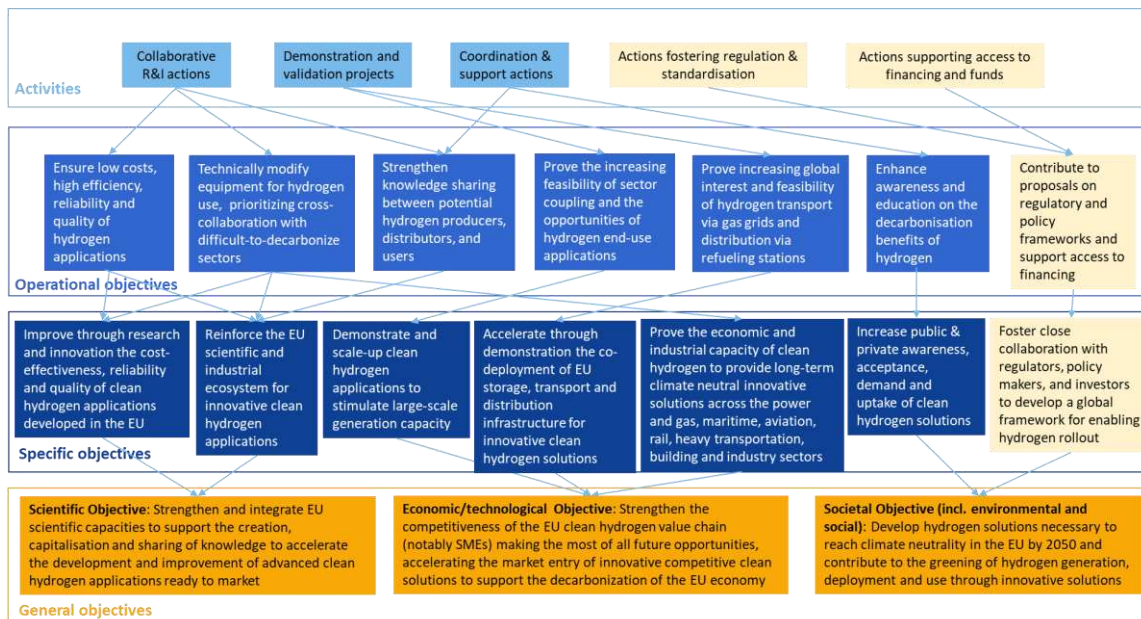 Collaborative
R&I actions
Demonstration and
validation projects
Coordination &
support actions
Actions fostering regulation &
standardisation
Actions supporting access to
financing and funds
Activities
Ensure low costs,
high efficiency,
reliability and
quality of
hydrogen
applications
Technically modify
equipment for hydrogen
use, prioritizing cross-
collaboration with
difficult-to-decarbonize
sectors
Strengthen
knowledge sharing
between potential
hydrogen producers,
distributors, and
users
Prove the increasing
feasibility of sector
coupling and the
opportunities of
hydrogen end-use
applications
Prove increasing global
interest and feasibility
of hydrogen transport
via gas grids and
distribution via
refueling stations
Enhance
awareness and
education on the
decarbonisation
benefits of
hydrogen
Contribute to
proposals on
regulatory and
policy
frameworks and
support access to
financing
Operational objectives
Improve through research
and innovation the cost-
effectiveness, reliability
and quality of clean
hydrogen applications
developed in the EU
Reinforce the EU
scientific and
industrial
ecosystem for
innovative clean
hydrogen
applications
Demonstrate and
scale-up clean
hydrogen
applications to
stimulate large-scale
generation capacity
Accelerate through
demonstration the co-
deployment of EU
storage, transport and
distribution
infrastructure for
innovative clean
hydrogen solutions
Prove the economic and
industrial capacity of clean
hydrogen to provide long-term
climate neutral innovative
solutions across the power
and gas, maritime, aviation,
rail, heavy transportation,
building and industry sectors
Increase public &
private awareness,
acceptance,
demand and
uptake of clean
hydrogen solutions
Foster close
collaboration with
regulators, policy
makers, and investors
to develop a global
framework for enabling
hydrogen rollout
Specific objectives
Scientific Objective: Strengthen and integrate EU
scientific capacities to support the creation,
capitalisation and sharing of knowledge to accelerate
the development and improvement of advanced clean
hydrogen applications ready to market
Economic/technological Objective: Strengthen the
competitiveness of the EU clean hydrogen value chain
(notably SMEs) making the most of all future opportunities,
accelerating the market entry of innovative competitive clean
solutions to support the decarbonization of the EU economy
Societal Objective (incl. environmental and
social): Develop hydrogen solutions necessary to
reach climate neutrality in the EU by 2050 and
contribute to the greening of hydrogen generation,
deployment and use through innovative solutions
General objectives